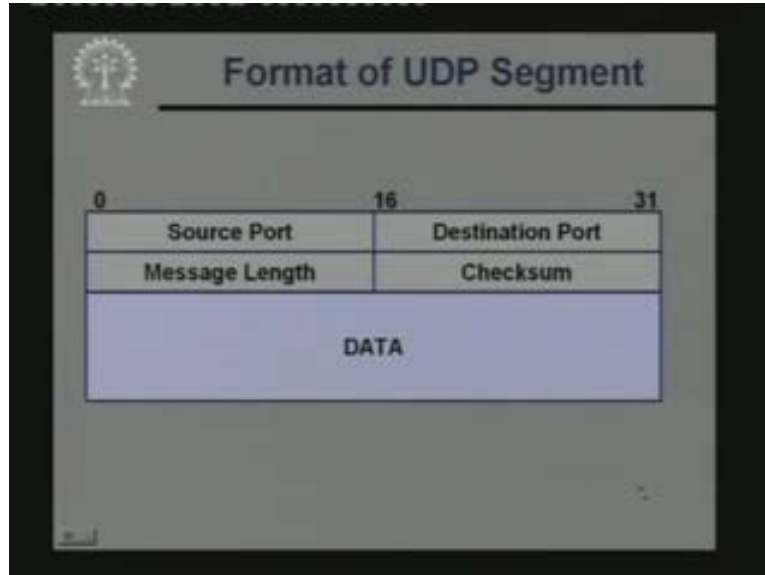 Format of UDP Segment
0 16 31
Source Port Destination Port
Message Length Checksum
DATA